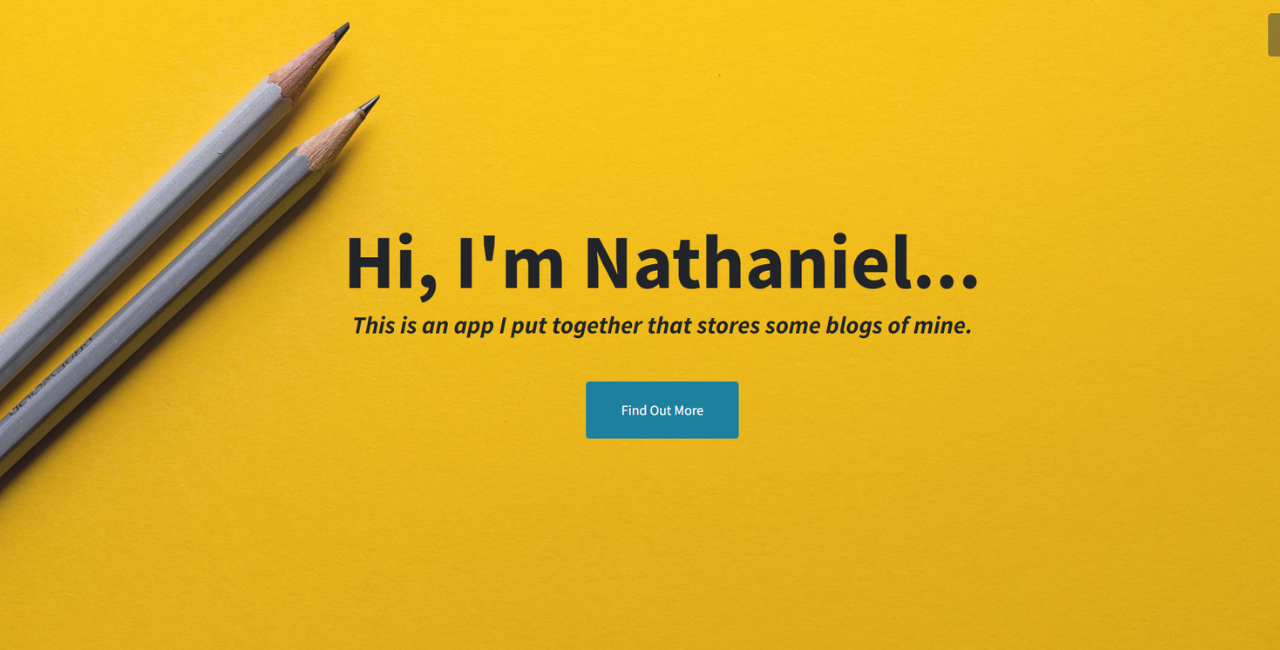 Hi, I'm Nathaniel...
This is an app I put together that stores some blogs of mine.
Find Out More